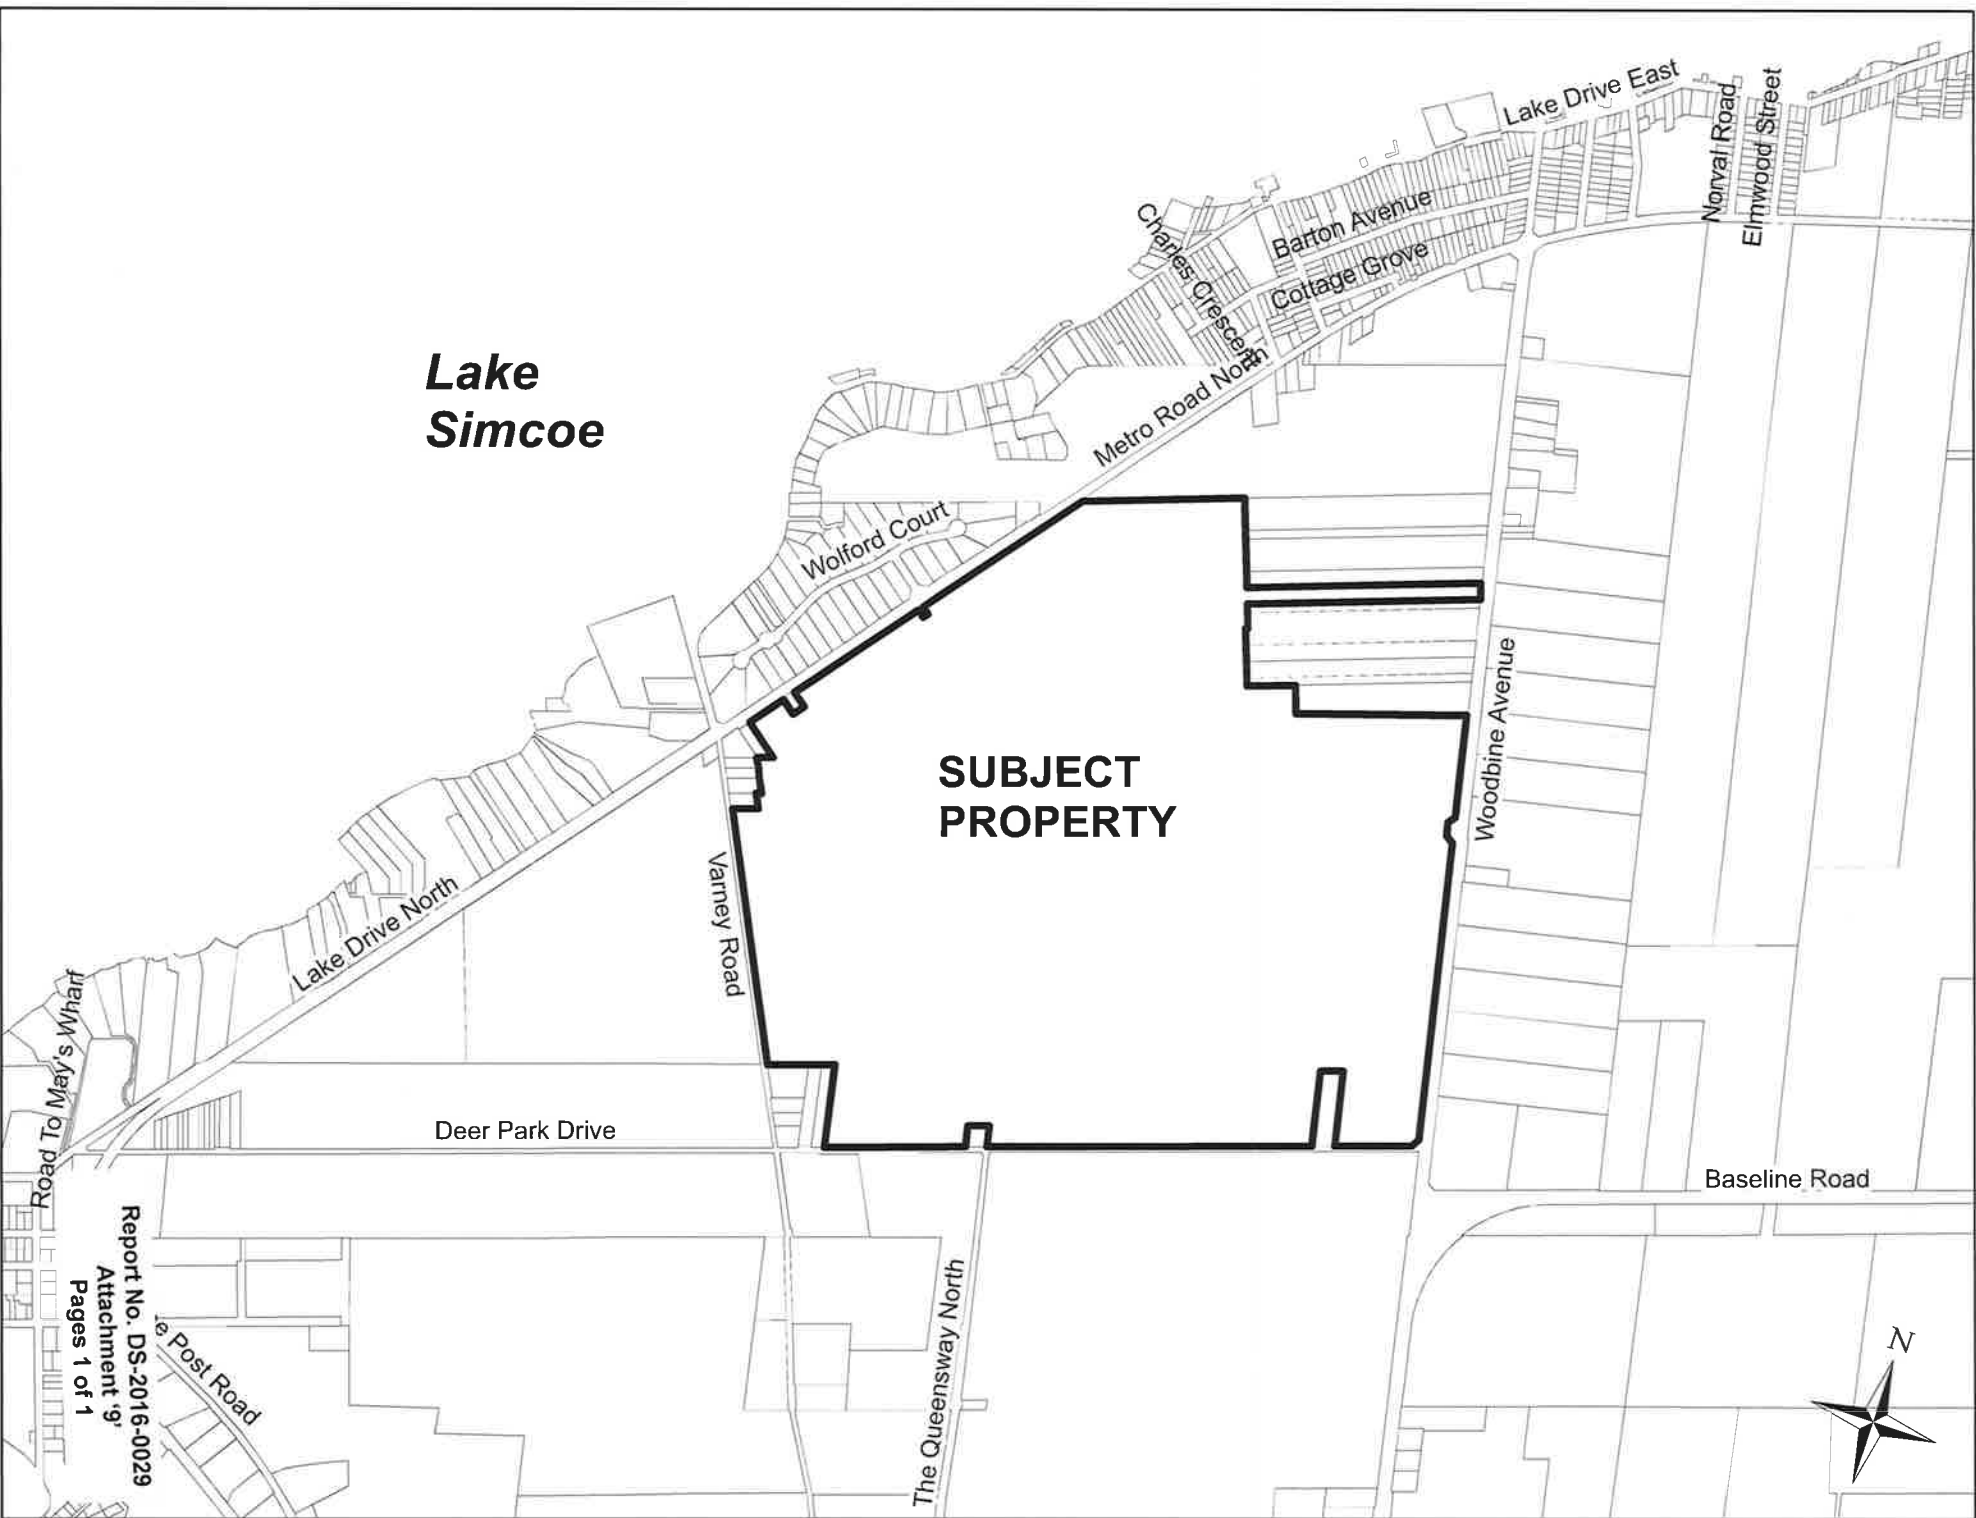 Lake Drive East
Norval Road
Elmwood Street
Charles Crescent
Barton Avenue
Cottage Grove
Lake
Simcoe
Metro Road North
Wolford Court
SUBJECT
PROPERTY
Woodbine Avenue
Varney Road
Lake Drive North
Road To May's Wharf
Deer Park Drive
Baseline Road
The Queensway North
e Post Road
N
Report No. DS-2016-0029
Attachment '9'
Pages 1 of 1